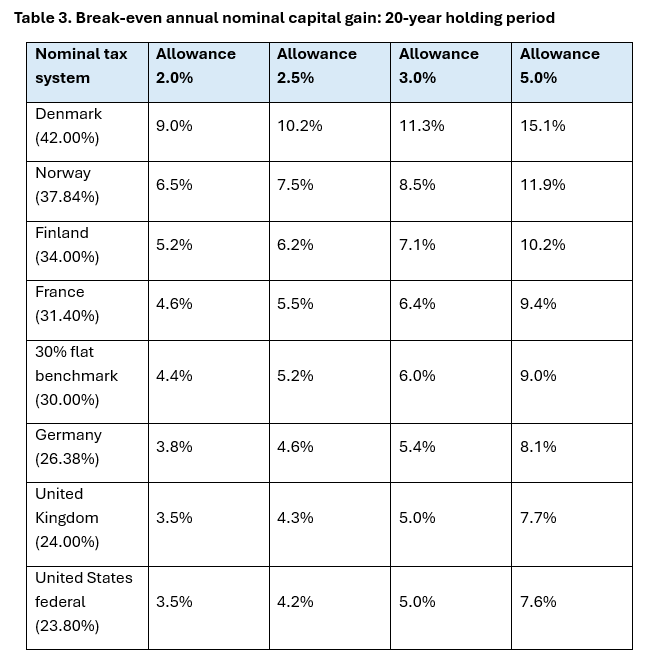 Table 3. Break-even annual nominal capital gain: 20-year holding period
Nominal tax system Allowance 2.0% Allowance 2.5% Allowance 3.0% Allowance 5.0%
Denmark (42.00%) 9.0% 10.2% 11.3% 15.1%
Norway (37.84%) 6.5% 7.5% 8.5% 11.9%
Finland (34.00%) 5.2% 6.2% 7.1% 10.2%
France (31.40%) 4.6% 5.5% 6.4% 9.4%
30% flat benchmark (30.00%) 4.4% 5.2% 6.0% 9.0%
Germany (26.38%) 3.8% 4.6% 5.4% 8.1%
United Kingdom (24.00%) 3.5% 4.3% 5.0% 7.7%
United States federal (23.80%) 3.5% 4.2% 5.0% 7.6%